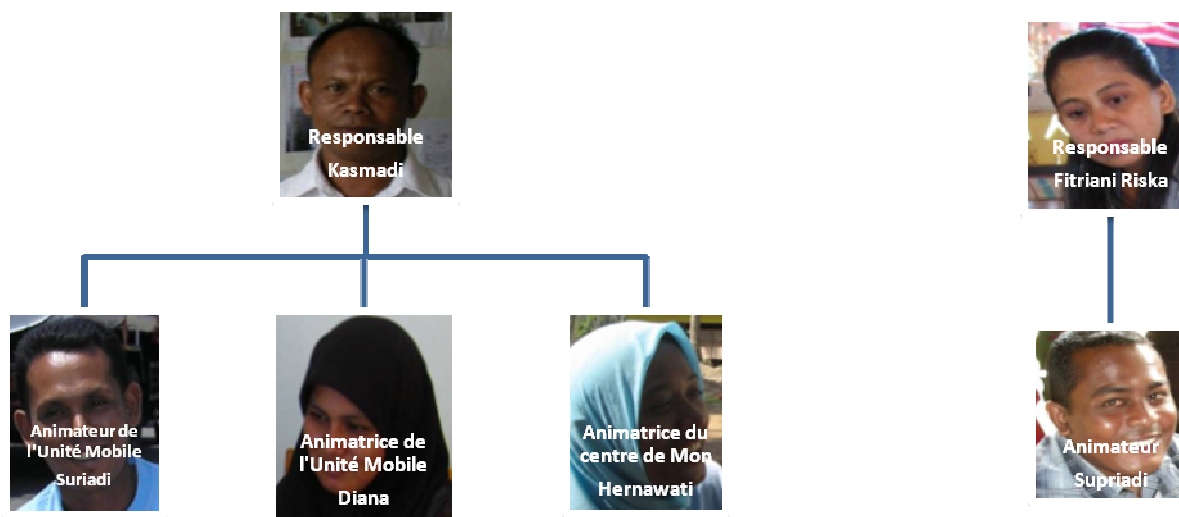 Responsable
Kasmadi
Responsable
Fitriani Riska
Animateur de
l'Unité Mobile
Suriadi
Animatrice de
l'Unité Mobile
Diana
Animatrice du
centre de Mon
Hernawati
Animateur
Supriadi